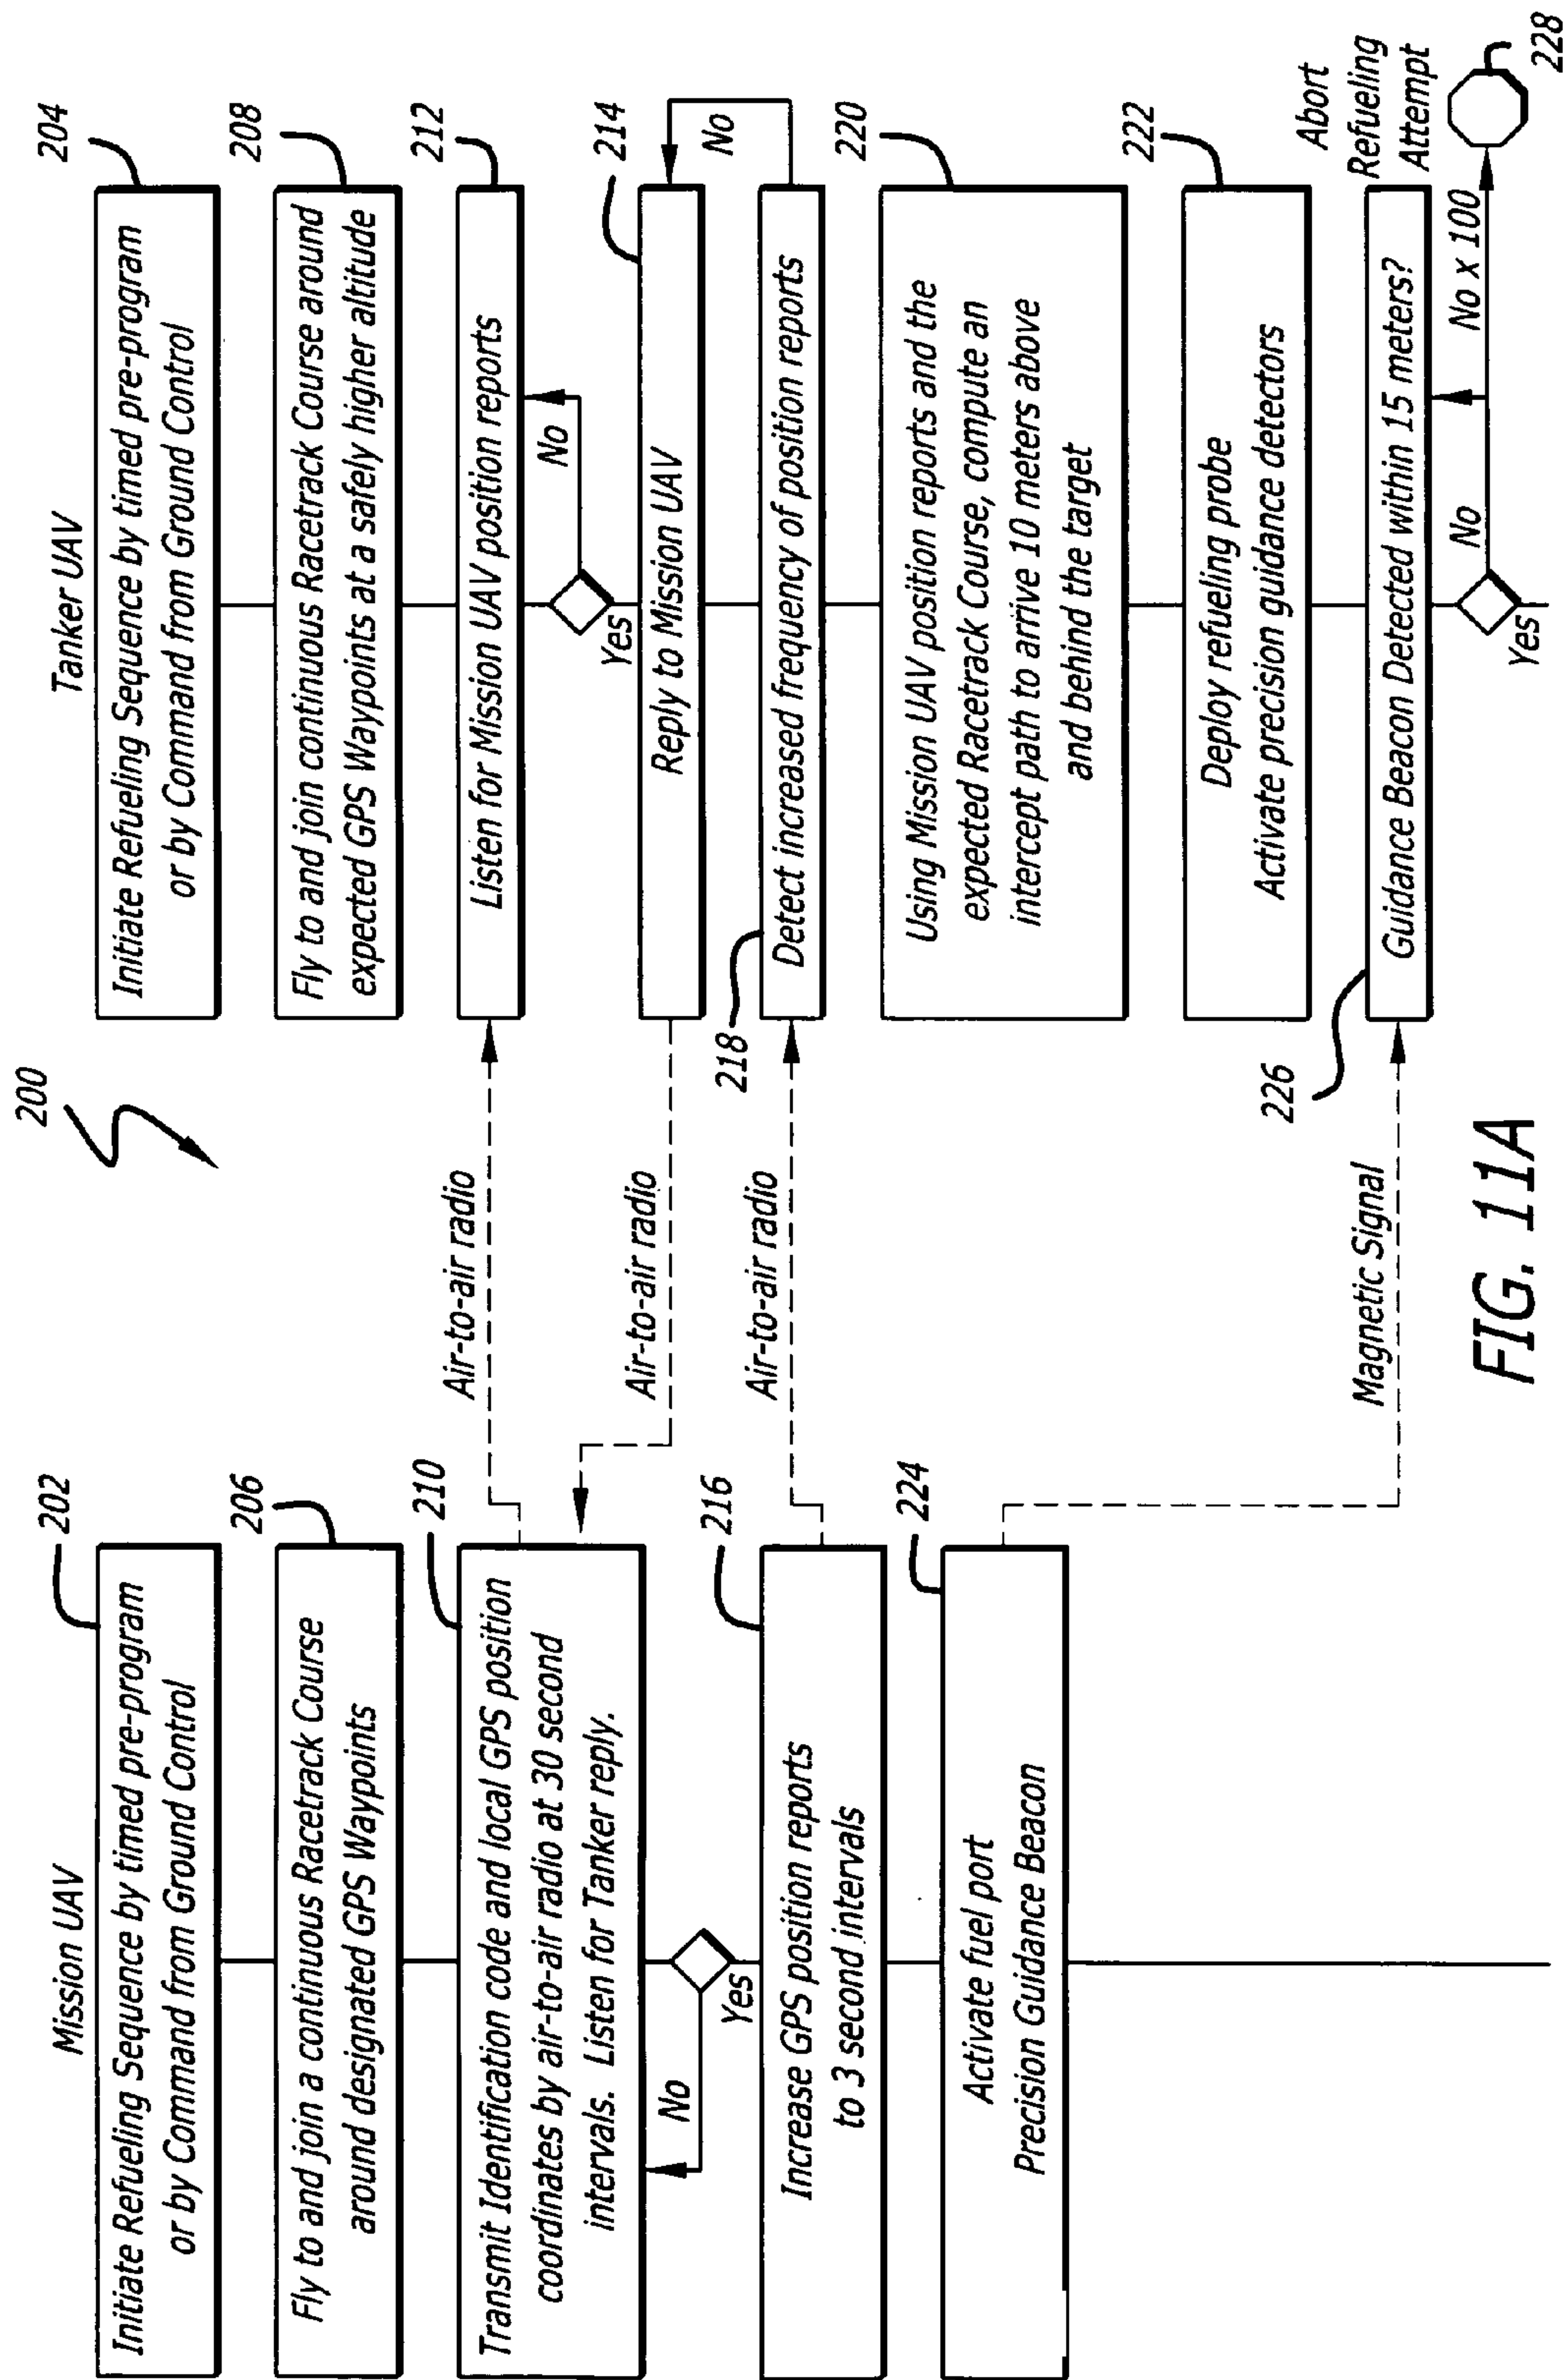 200
Mission UAV
202
Initiate Refueling Sequence by timed pre-program
or by Command from Ground Control
206
Fly to and join a continuous Racetrack Course
around designated GPS Waypoints
210
Transmit Identification code and local GPS position
coordinates by air-to-air radio at 30 second
intervals. Listen for Tanker reply.
No
Yes
216
Increase GPS position reports
to 3 second intervals
224
Activate fuel port
Precision Guidance Beacon
Air-to-air radio
Air-to-air radio
Air-to-air radio
Magnetic Signal
Tanker UAV
204
Initiate Refueling Sequence by timed pre-program
or by Command from Ground Control
208
Fly to and join continuous Racetrack Course around
expected GPS Waypoints at a safely higher altitude
212
Listen for Mission UAV position reports
No
Yes
214
Reply to Mission UAV
No
218
Detect increased frequency of position reports
220
Using Mission UAV position reports and the
expected Racetrack Course, compute an
intercept path to arrive 10 meters above
and behind the target
222
Deploy refueling probe
Activate precision guidance detectors
226
Guidance Beacon Detected within 15 meters?
No
No x 100
Yes
Abort
Refueling
Attempt
228
FIG. 11A